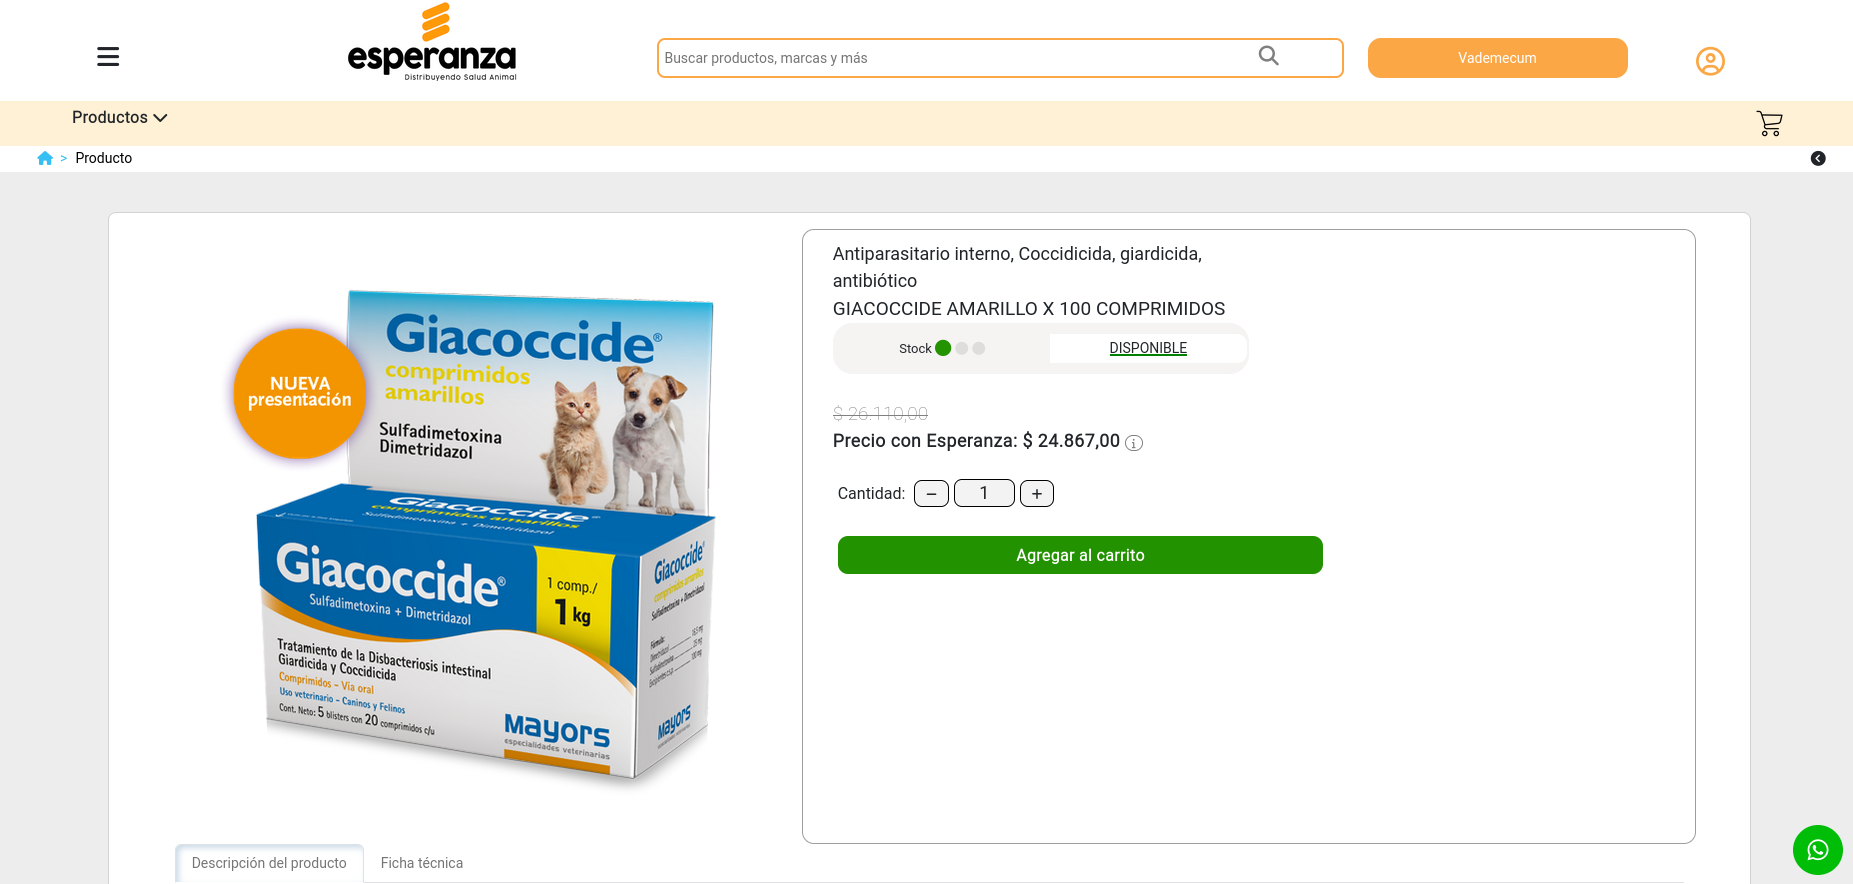 esperanza
Distribuyendo Salud Animal
Buscar productos, marcas y más
Vademecum
Productos
> Producto
Antiparasitario interno, Coccidicida, giardicida,
antibiótico
GIACOCCIDE AMARILLO X 100 COMPRIMIDOS
Stock
DISPONIBLE
$ 26.110,00
Precio con Esperanza: $ 24.867,00
Cantidad: − 1 +
Agregar al carrito
NUEVA
presentación
Giacoccide®
comprimidos
amarillos
Sulfadimetoxina
Dimetridazol
Giacoccide®
comprimidos amarillos
Sulfadimetoxina + Dimetridazol
Giacoccide®
Sulfadimetoxina + Dimetridazol
1 comp./
1 kg
Tratamiento de la Disbacteriosis intestinal
Giardicida y Coccidicida
Comprimidos - Vía oral
Uso veterinario - Caninos y Felinos
Cont. Neto: 5 blisters con 20 comprimidos c/u
Mayors
especialidades veterinarias
Giacoccide®
comprimidos amarillos
Sulfadimetoxina + Dimetridazol
Mayors
Descripción del producto
Ficha técnica